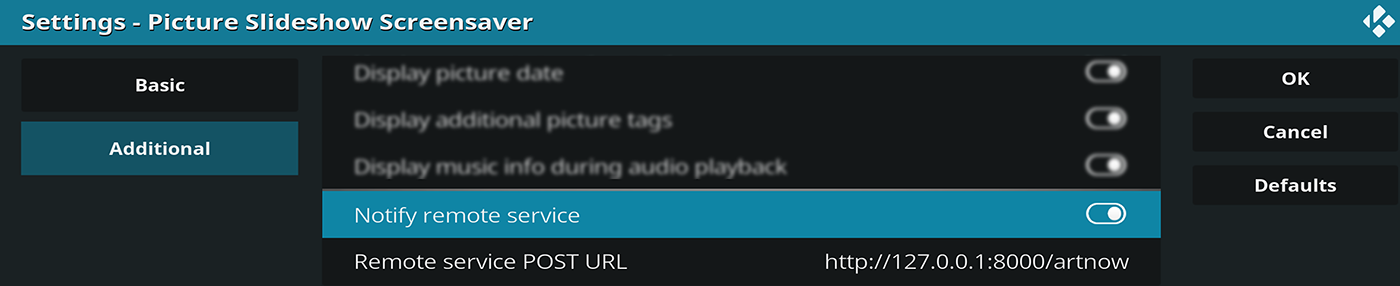 Settings - Picture Slideshow Screensaver
Basic
Additional
Display picture date
Display additional picture tags
Display music info during audio playback
Notify remote service
Remote service POST URL http://127.0.0.1:8000/artnow
OK
Cancel
Defaults